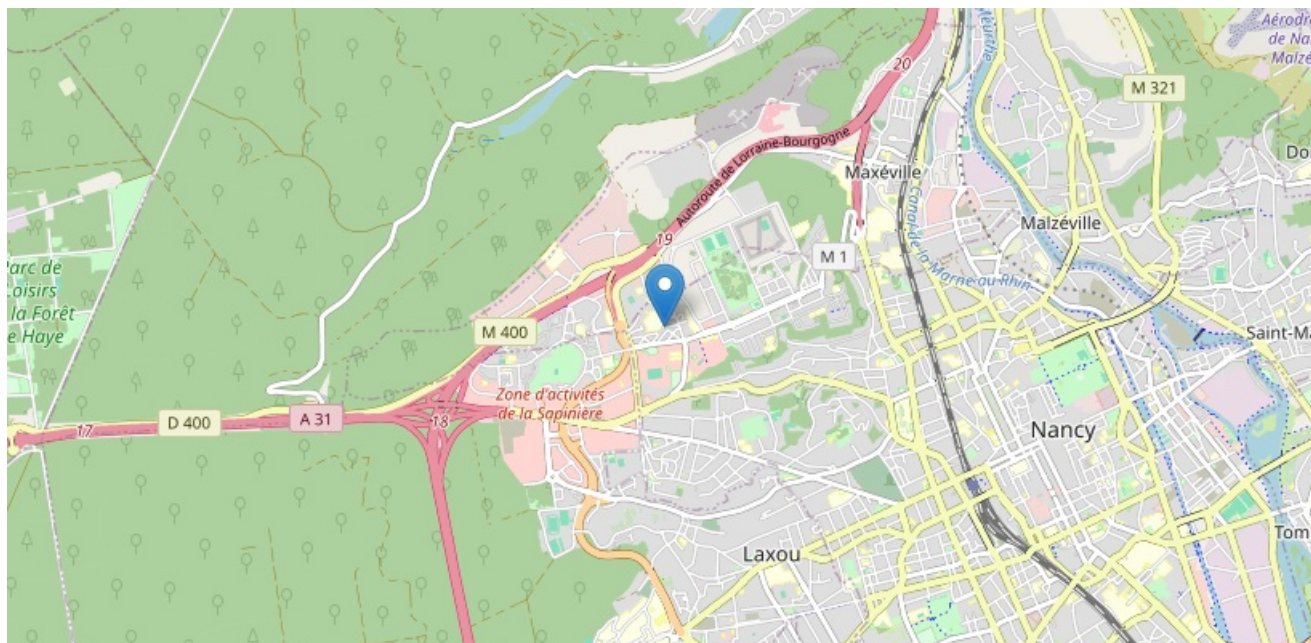 Aérodro
de Na
Malzé
Meurthe
20
M 321
Autoroute de Lorraine-Bourgogne
Maxéville
Do
Malzéville
19
M 1
Canal de la Marne au Rhin
Parc de
Loisirs
la Forêt
e Haye
M 400
Saint-Ma
Zone d'activités
de la Sapinière
17
D 400
A 31
18
Nancy
Laxou
Tom